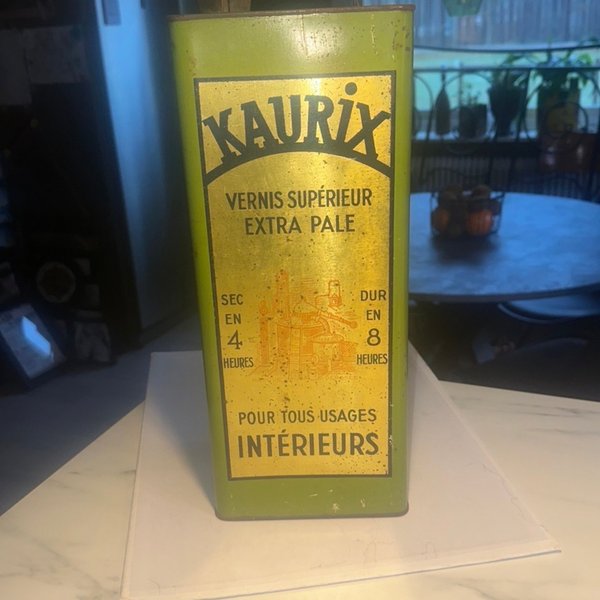 KAURiX
VERNIS SUPÉRIEUR
EXTRA PALE
SEC
EN
4
HEURES
DUR
EN
8
HEURES
POUR TOUS USAGES
INTÉRIEURS